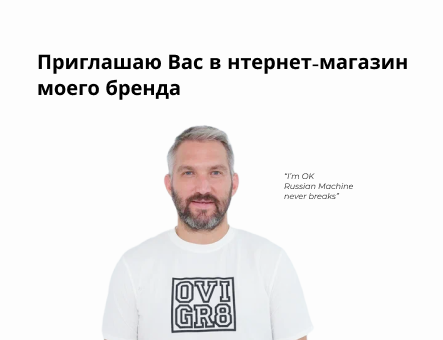 Приглашаю Вас в нтернет-магазин
моего бренда
“I’m OK
Russian Machine
never breaks”
OVI
GR8